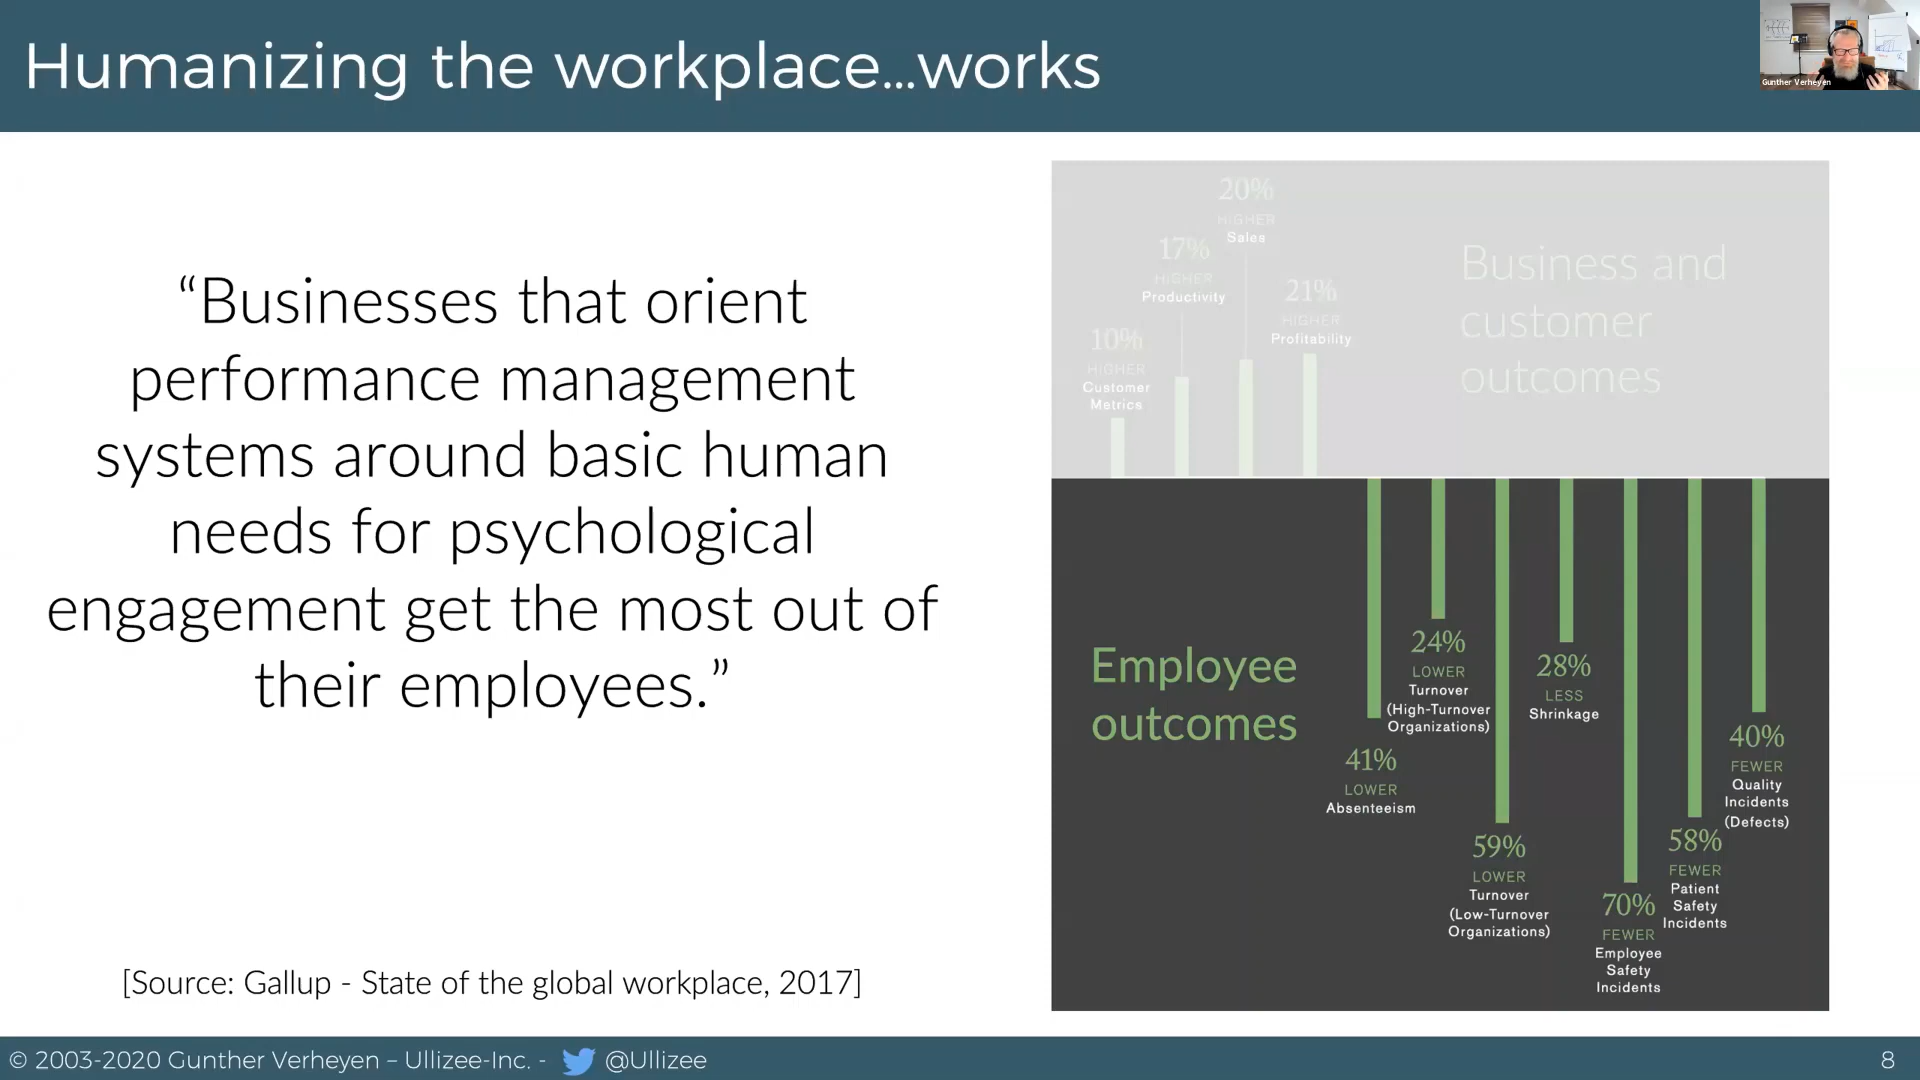 Humanizing the workplace...works
Gunther Verheyen
“Businesses that orient
performance management
systems around basic human
needs for psychological
engagement get the most out of
their employees.”
[Source: Gallup - State of the global workplace, 2017]
10%
HIGHER
Customer
Metrics
17%
HIGHER
Productivity
20%
HIGHER
Sales
21%
HIGHER
Profitability
Business and
customer
outcomes
Employee
outcomes
41%
LOWER
Absenteeism
24%
LOWER
Turnover
(High-Turnover
Organizations)
59%
LOWER
Turnover
(Low-Turnover
Organizations)
28%
LESS
Shrinkage
70%
FEWER
Employee
Safety
Incidents
58%
FEWER
Patient
Safety
Incidents
40%
FEWER
Quality
Incidents
(Defects)
© 2003-2020 Gunther Verheyen – Ullizee-Inc. - @Ullizee
8